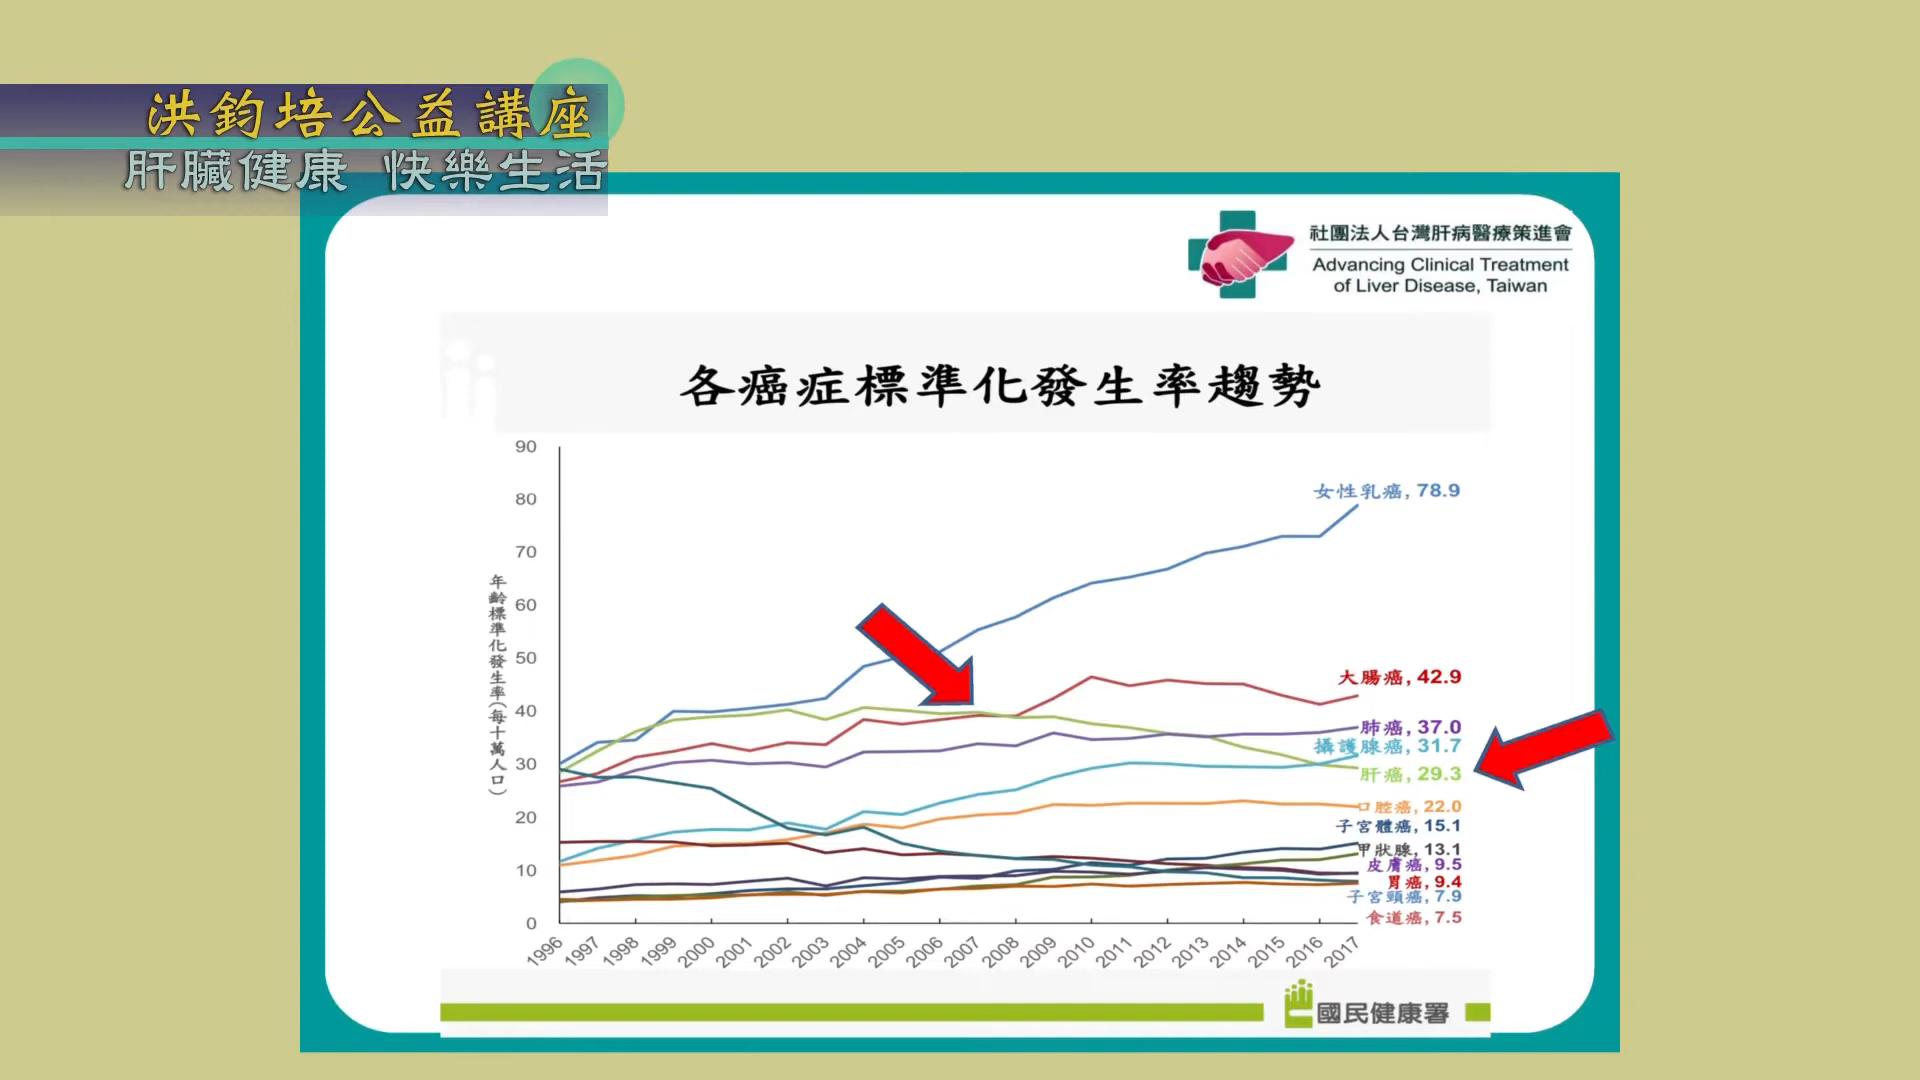 洪鈞培公益講座
肝臟健康 快樂生活
社團法人台灣肝病醫療策進會
Advancing Clinical Treatment
of Liver Disease, Taiwan
各癌症標準化發生率趨勢
年齡標準化發生率(每十萬人口)
90
80
70
60
50
40
30
20
10
0
女性乳癌, 78.9
大腸癌, 42.9
肺癌, 37.0
攝護腺癌, 31.7
肝癌, 29.3
口腔癌, 22.0
子宮體癌, 15.1
甲狀腺, 13.1
皮膚癌, 9.5
胃癌, 9.4
子宮頸癌, 7.9
食道癌, 7.5
1996 1997 1998 1999 2000 2001 2002 2003 2004 2005 2006 2007 2008 2009 2010 2011 2012 2013 2014 2015 2016 2017
國民健康署